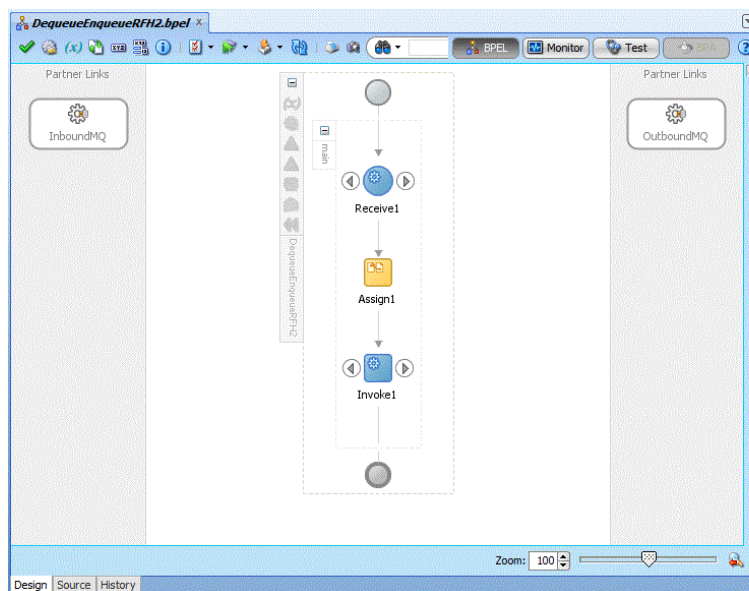 DequeueEnqueueRFH2.bpel
BPEL
Monitor
Test
BPA
Partner Links
Partner Links
InboundMQ
OutboundMQ
main
DequeueEnqueueRFH2
Receive1
Assign1
Invoke1
Zoom: 100
Design Source History